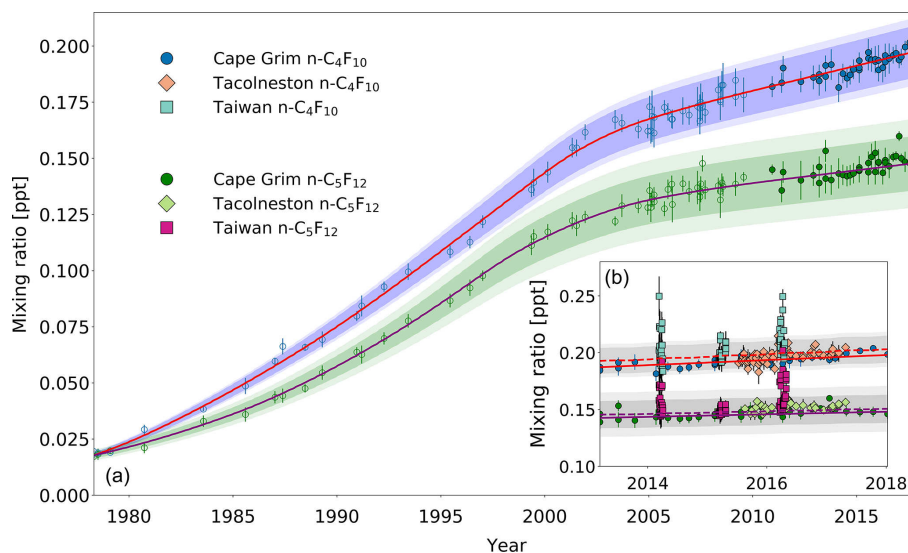 0.200
0.175
0.150
0.125
0.100
0.075
0.050
0.025
0.000
Mixing ratio [ppt]
Cape Grim n-C₄F₁₀
Tacolneston n-C₄F₁₀
Taiwan n-C₄F₁₀
Cape Grim n-C₅F₁₂
Tacolneston n-C₅F₁₂
Taiwan n-C₅F₁₂
(a)
1980 1985 1990 1995 2000 2005 2010 2015
Year
(b)
Mixing ratio [ppt]
0.25
0.20
0.15
0.10
2014 2016 2018